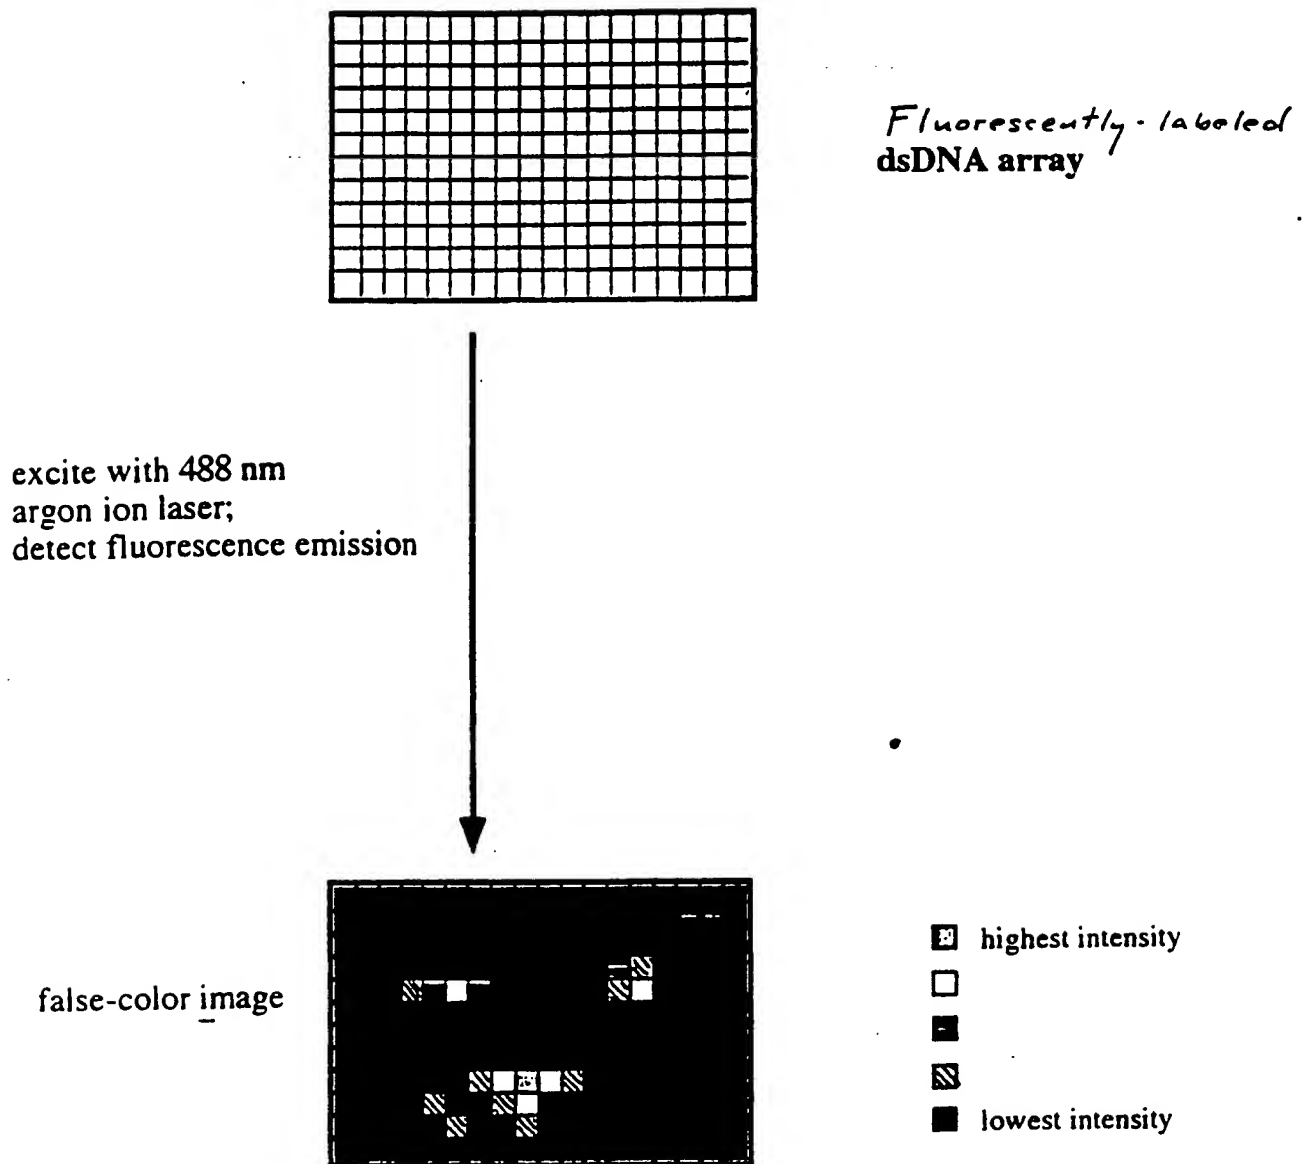 Fluorescently-labeled
dsDNA array
excite with 488 nm
argon ion laser;
detect fluorescence emission
false-color image
highest intensity
lowest intensity